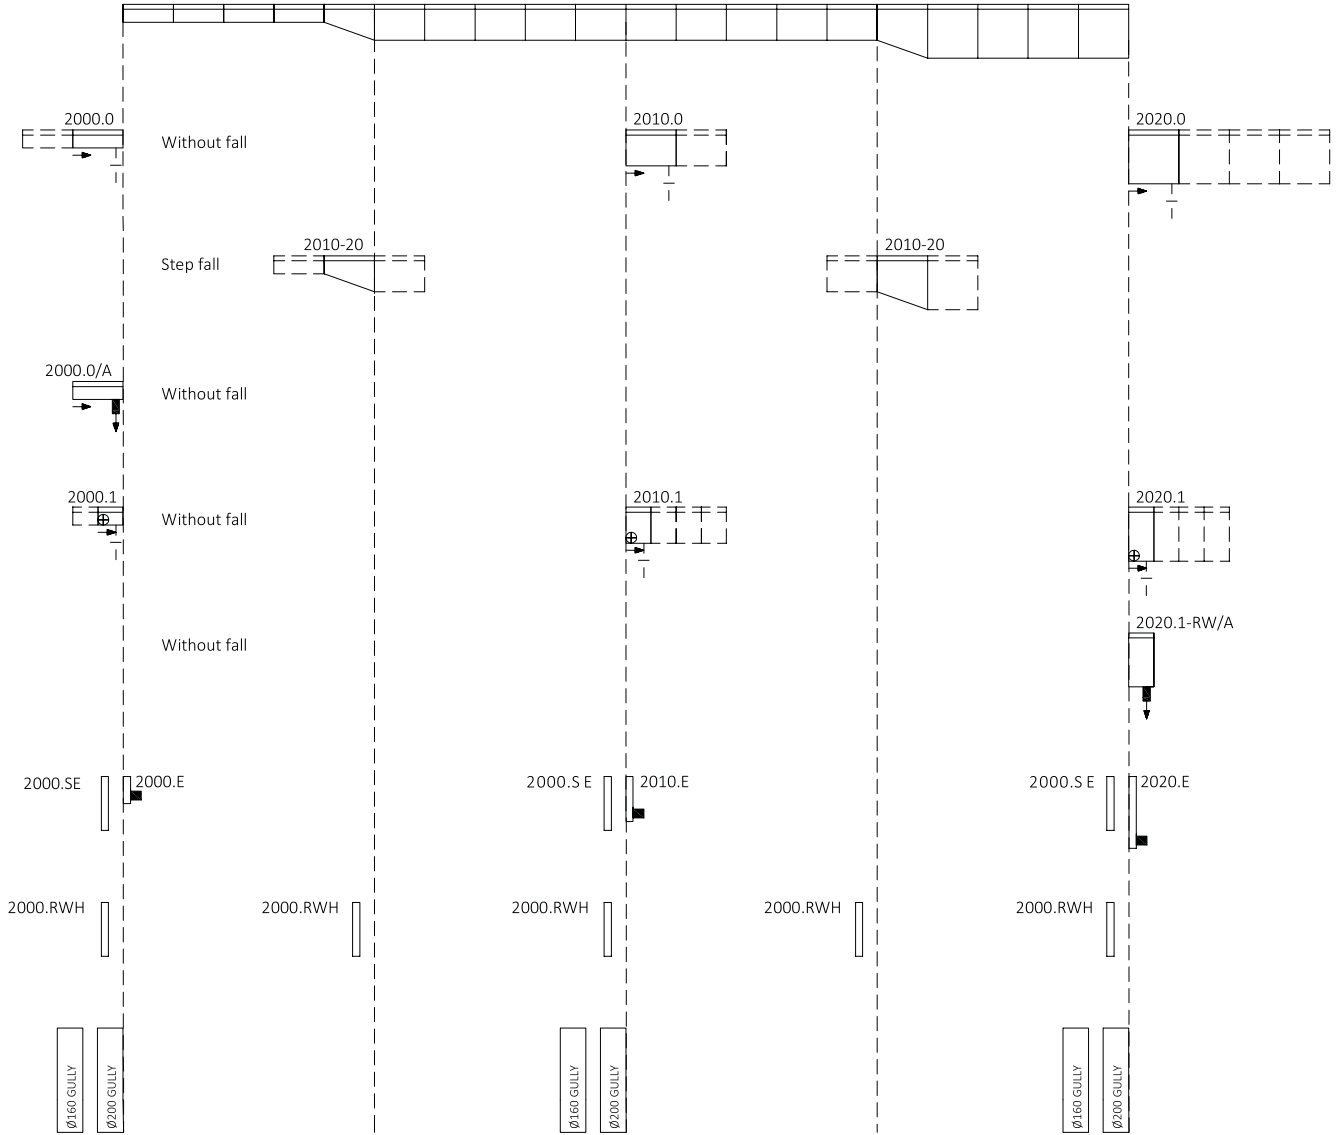 2000.0
2010.0
2020.0
Without fall
2010-20
2010-20
Step fall
2000.0/A
Without fall
2000.1
2010.1
2020.1
Without fall
2020.1-RW/A
Without fall
2000.SE
2000.E
2000.S E
2010.E
2000.S E
2020.E
2000.RWH
2000.RWH
2000.RWH
2000.RWH
2000.RWH
Ø160 GULLY
Ø200 GULLY
Ø160 GULLY
Ø200 GULLY
Ø160 GULLY
Ø200 GULLY